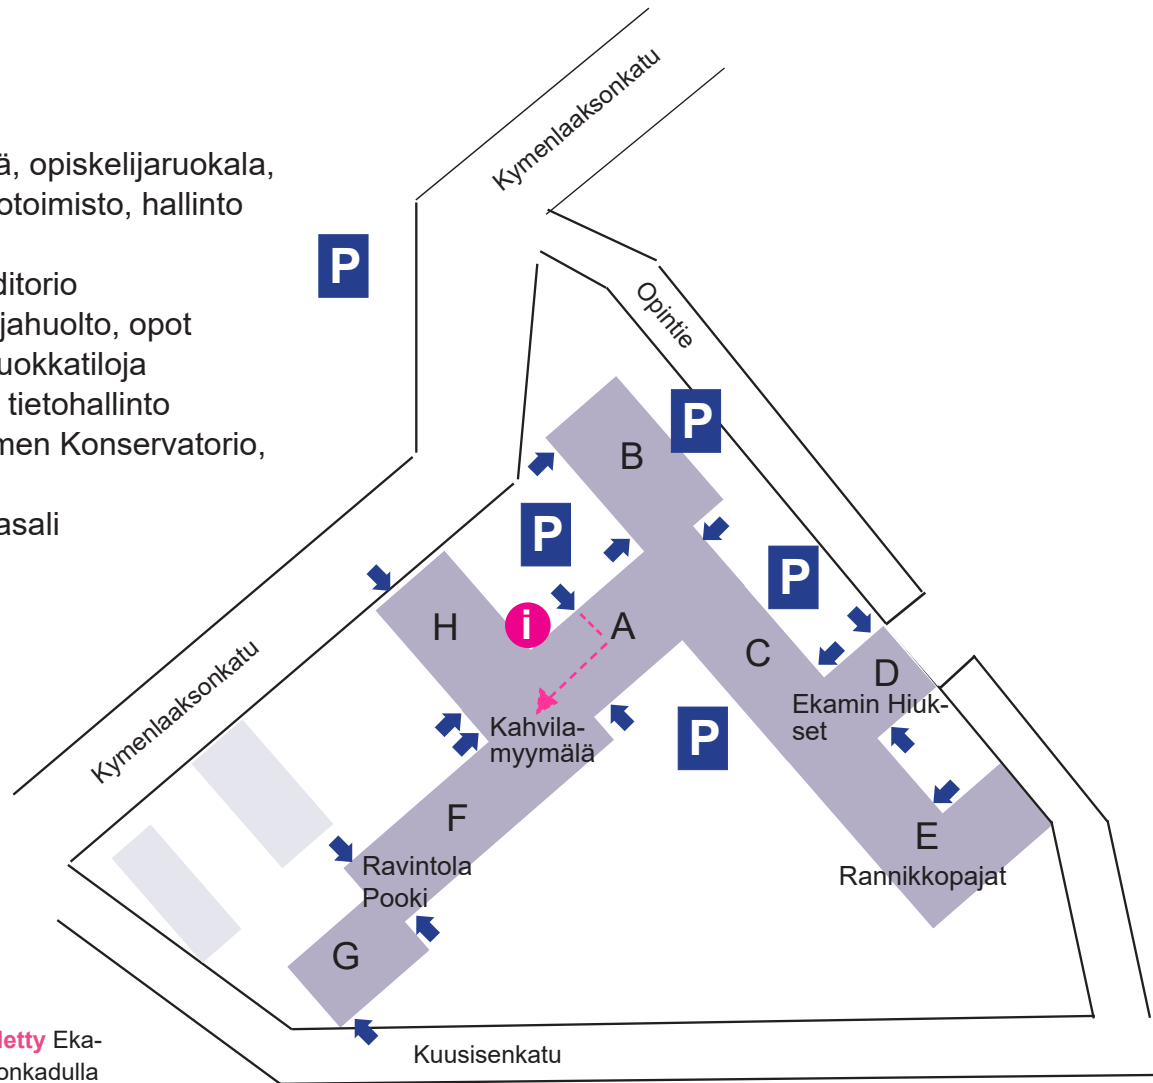 Kymenlaaksonkatu
ä, opiskelijaruokala,
otoimisto, hallinto
P
ditorio
Opintie
jahuolto, opot
uokkatiloja
tietohallinto
P
men Konservatorio,
B
asali
P
P
H
i
A
C
D
Kymenlaaksonkatu
Ekamin Hiuk-
set
Kahvila-
myymälä
P
F
E
Ravintola
Pooki
Rannikkopajat
G
letty Eka-
onkadulla
Kuusisenkatu